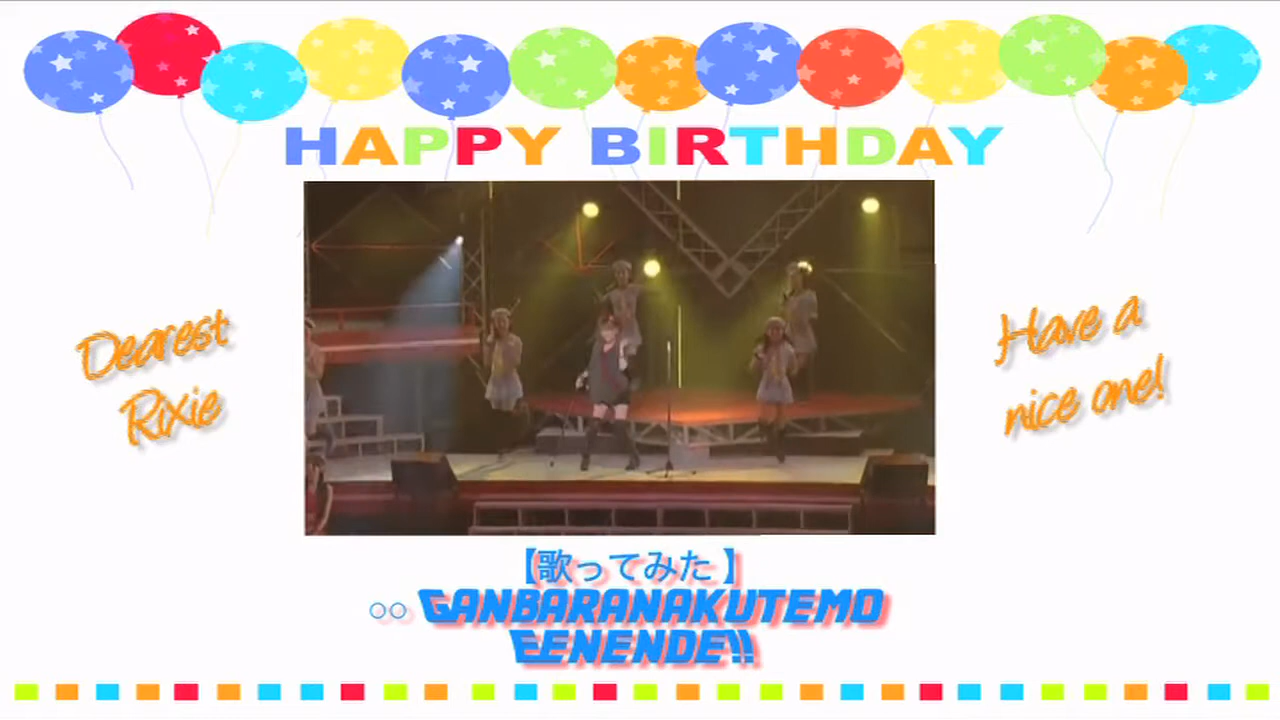 HAPPY BIRTHDAY
Dearest
Rixie
Have a
nice one!
【歌ってみた】
○○ GANBARANAKUTEMO
EENENDE!!